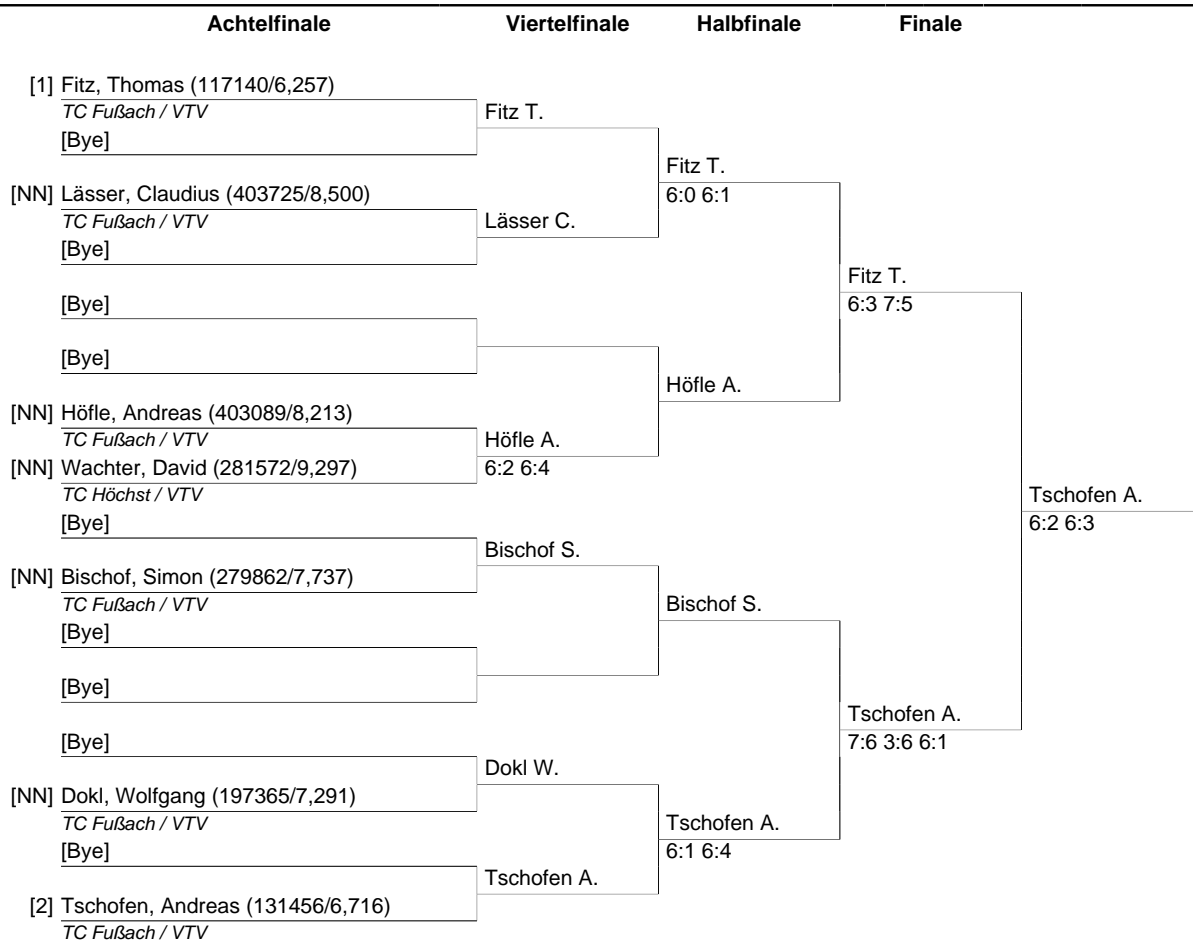 Achtelfinale Viertelfinale Halbfinale Finale
[1] Fitz, Thomas (117140/6,257)
TC Fußach / VTV Fitz T.
[Bye]
Fitz T.
[NN] Lässer, Claudius (403725/8,500) 6:0 6:1
TC Fußach / VTV Lässer C.
[Bye]
Fitz T.
[Bye] 6:3 7:5
[Bye]
Höfle A.
[NN] Höfle, Andreas (403089/8,213)
TC Fußach / VTV Höfle A.
[NN] Wachter, David (281572/9,297) 6:2 6:4
TC Höchst / VTV Tschofen A.
[Bye] 6:2 6:3
Bischof S.
[NN] Bischof, Simon (279862/7,737)
TC Fußach / VTV Bischof S.
[Bye]
[Bye]
Tschofen A.
[Bye] 7:6 3:6 6:1
Dokl W.
[NN] Dokl, Wolfgang (197365/7,291)
TC Fußach / VTV Tschofen A.
[Bye] 6:1 6:4
Tschofen A.
[2] Tschofen, Andreas (131456/6,716)
TC Fußach / VTV